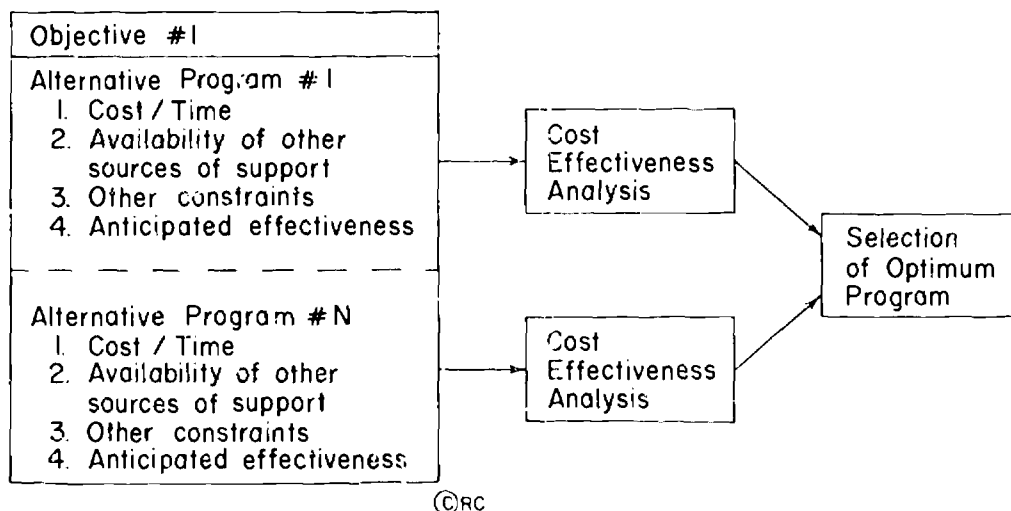 Objective #1
Alternative Program #1
1. Cost / Time
2. Availability of other
sources of support
3. Other constraints
4. Anticipated effectiveness
Alternative Program #N
1. Cost / Time
2. Availability of other
sources of support
3. Other constraints
4. Anticipated effectiveness
Cost
Effectiveness
Analysis
Cost
Effectiveness
Analysis
Selection
of Optimum
Program
©RC